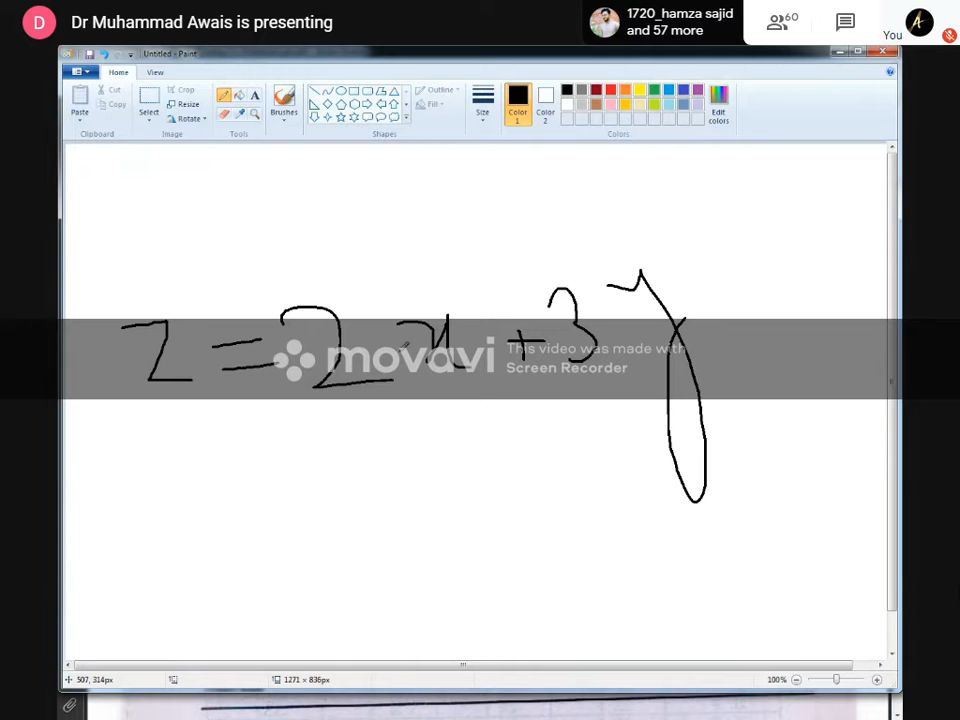 D Dr Muhammad Awais is presenting
1720_hamza sajid
and 57 more
60
You
Untitled - Paint
Home View
Paste
Cut
Copy
Clipboard
Select
Crop
Resize
Rotate
Image
A
Tools
Brushes
Shapes
Outline
Fill
Size
Color
1
Color
2
Edit
colors
Colors
z = 2x + 3y
movavi
This video was made with
Screen Recorder
507, 314px
1271 × 836px
100%